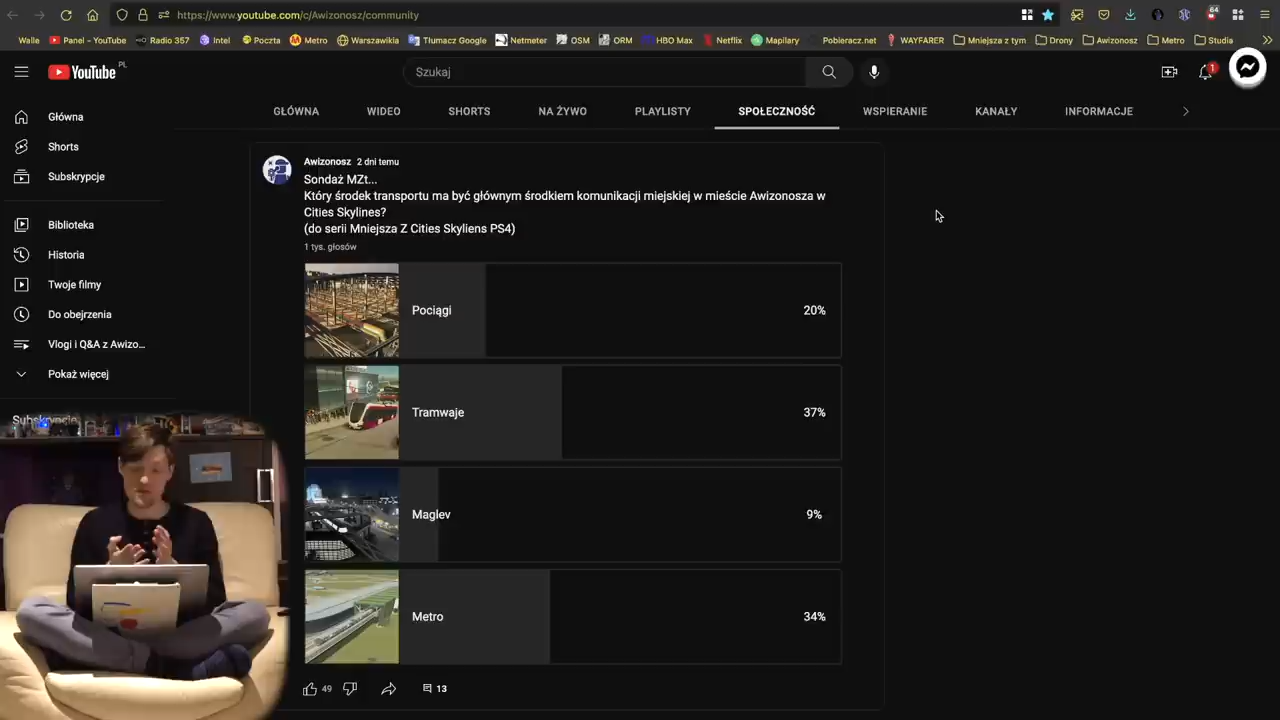 https://www.youtube.com/c/Awizonosz/community
64
Walle
Panel - YouTube
Radio 357
Intel
Poczta
Metro
Warszawikia
Tłumacz Google
Netmeter
OSM
ORM
HBO Max
Netflix
Mapilary
Pobieracz.net
WAYFARER
Mniejsza z tym
Drony
Awizonosz
Metro
Studia
YouTube PL
Szukaj
1
GŁÓWNA
WIDEO
SHORTS
NA ŻYWO
PLAYLISTY
SPOŁECZNOŚĆ
WSPIERANIE
KANAŁY
INFORMACJE
Główna
Shorts
Subskrypcje
Biblioteka
Historia
Twoje filmy
Do obejrzenia
Vlogi i Q&A z Awizo...
Pokaż więcej
Subskrypcje
Awizonosz 2 dni temu
Sondaż MZt...
Który środek transportu ma być głównym środkiem komunikacji miejskiej w mieście Awizonosza w
Cities Skylines?
(do serii Mniejsza Z Cities Skyliens PS4)
1 tys. głosów
Pociągi 20%
Tramwaje 37%
Maglev 9%
Metro 34%
49
13